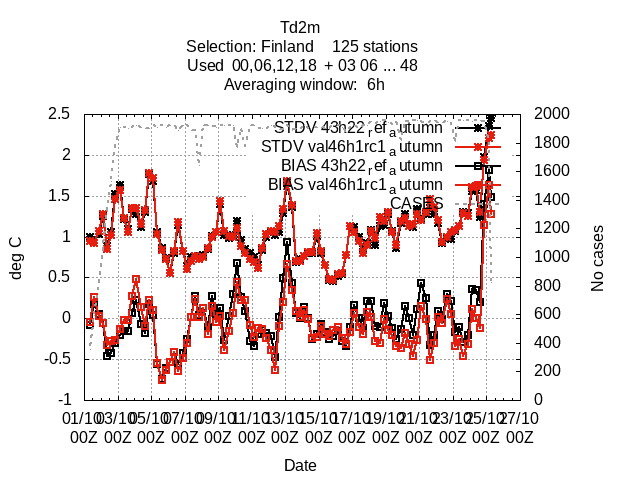 Td2m
Selection: Finland 125 stations
Used 00,06,12,18 + 03 06 ... 48
Averaging window: 6h
2.5
2
1.5
1
0.5
0
-0.5
-1
deg C
2000
1800
1600
1400
1200
1000
800
600
400
200
0
No cases
STDV 43h22_ref_autumn
STDV val46h1rc1_autumn
BIAS 43h22_ref_autumn
BIAS val46h1rc1_autumn
CASES
01/10 03/10 05/10 07/10 09/10 11/10 13/10 15/10 17/10 19/10 21/10 23/10 25/10 27/10
00Z 00Z 00Z 00Z 00Z 00Z 00Z 00Z 00Z 00Z 00Z 00Z 00Z 00Z
Date